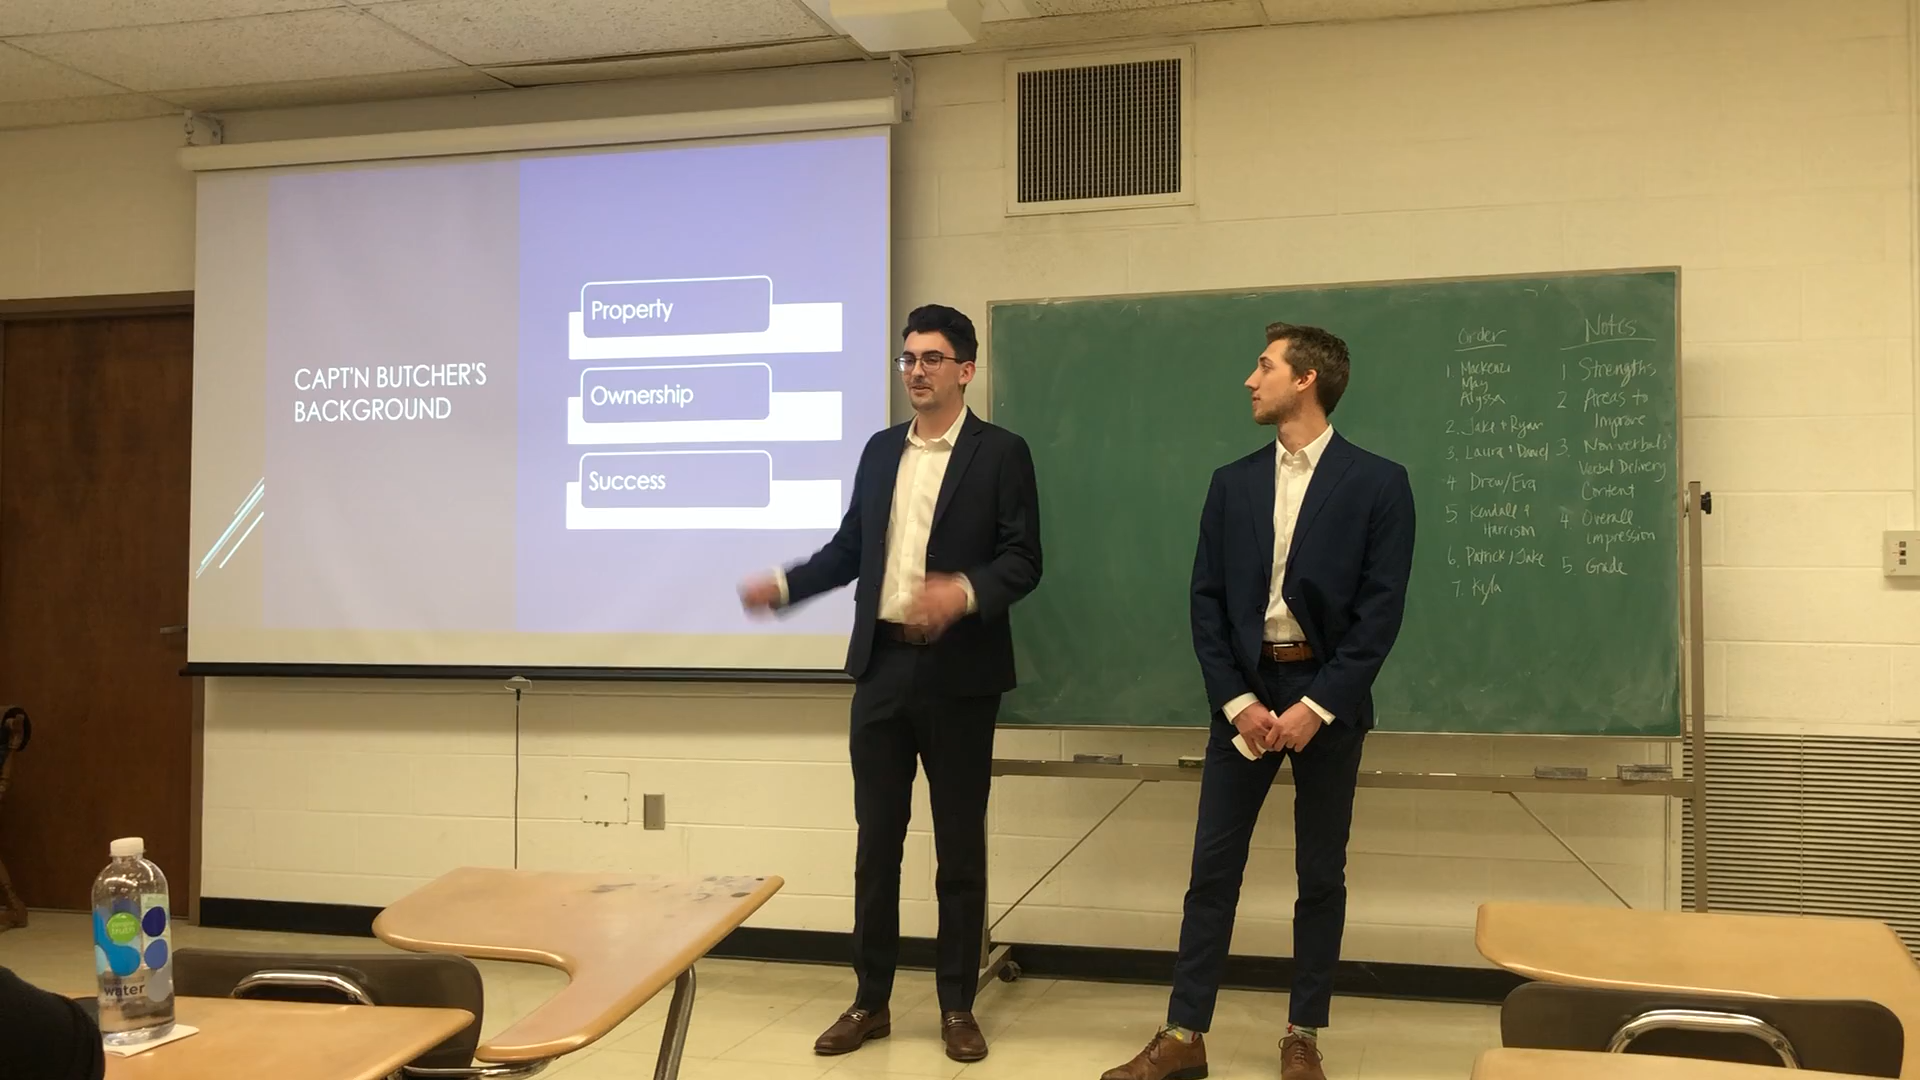 CAPT'N BUTCHER'S
BACKGROUND
Property
Ownership
Success
Order
1. Mackenzi
May
Alyssa
2. Jake + Ryan
3. Laura + Daniel
4 Drew/Eva
5. Kendall &
Harrison
6. Patrick/Jake
7. Kyla
Notes
1 Strengths
2 Areas to
Improve
3. Nonverbals
Verbal Delivery
Content
4. Overall
impression
5. Grade
truth
water